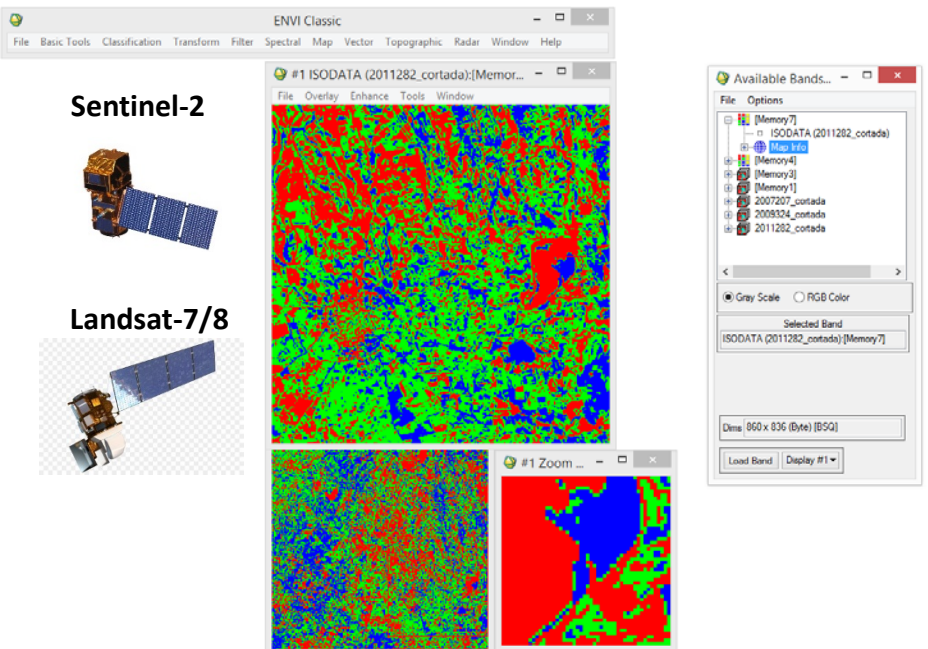 ENVI Classic
File Basic Tools Classification Transform Filter Spectral Map Vector Topographic Radar Window Help
#1 ISODATA (2011282_cortada):[Memor...
File Overlay Enhance Tools Window
Sentinel-2
Landsat-7/8
#1 Zoom ...
Available Bands...
File Options
[Memory7]
ISODATA (2011282_cortada)
Map Info
[Memory4]
[Memory3]
[Memory1]
2007207_cortada
2009324_cortada
2011282_cortada
Gray Scale RGB Color
Selected Band
ISODATA (2011282_cortada):[Memory7]
Dims 860 x 836 (Byte) [BSQ]
Load Band Display #1